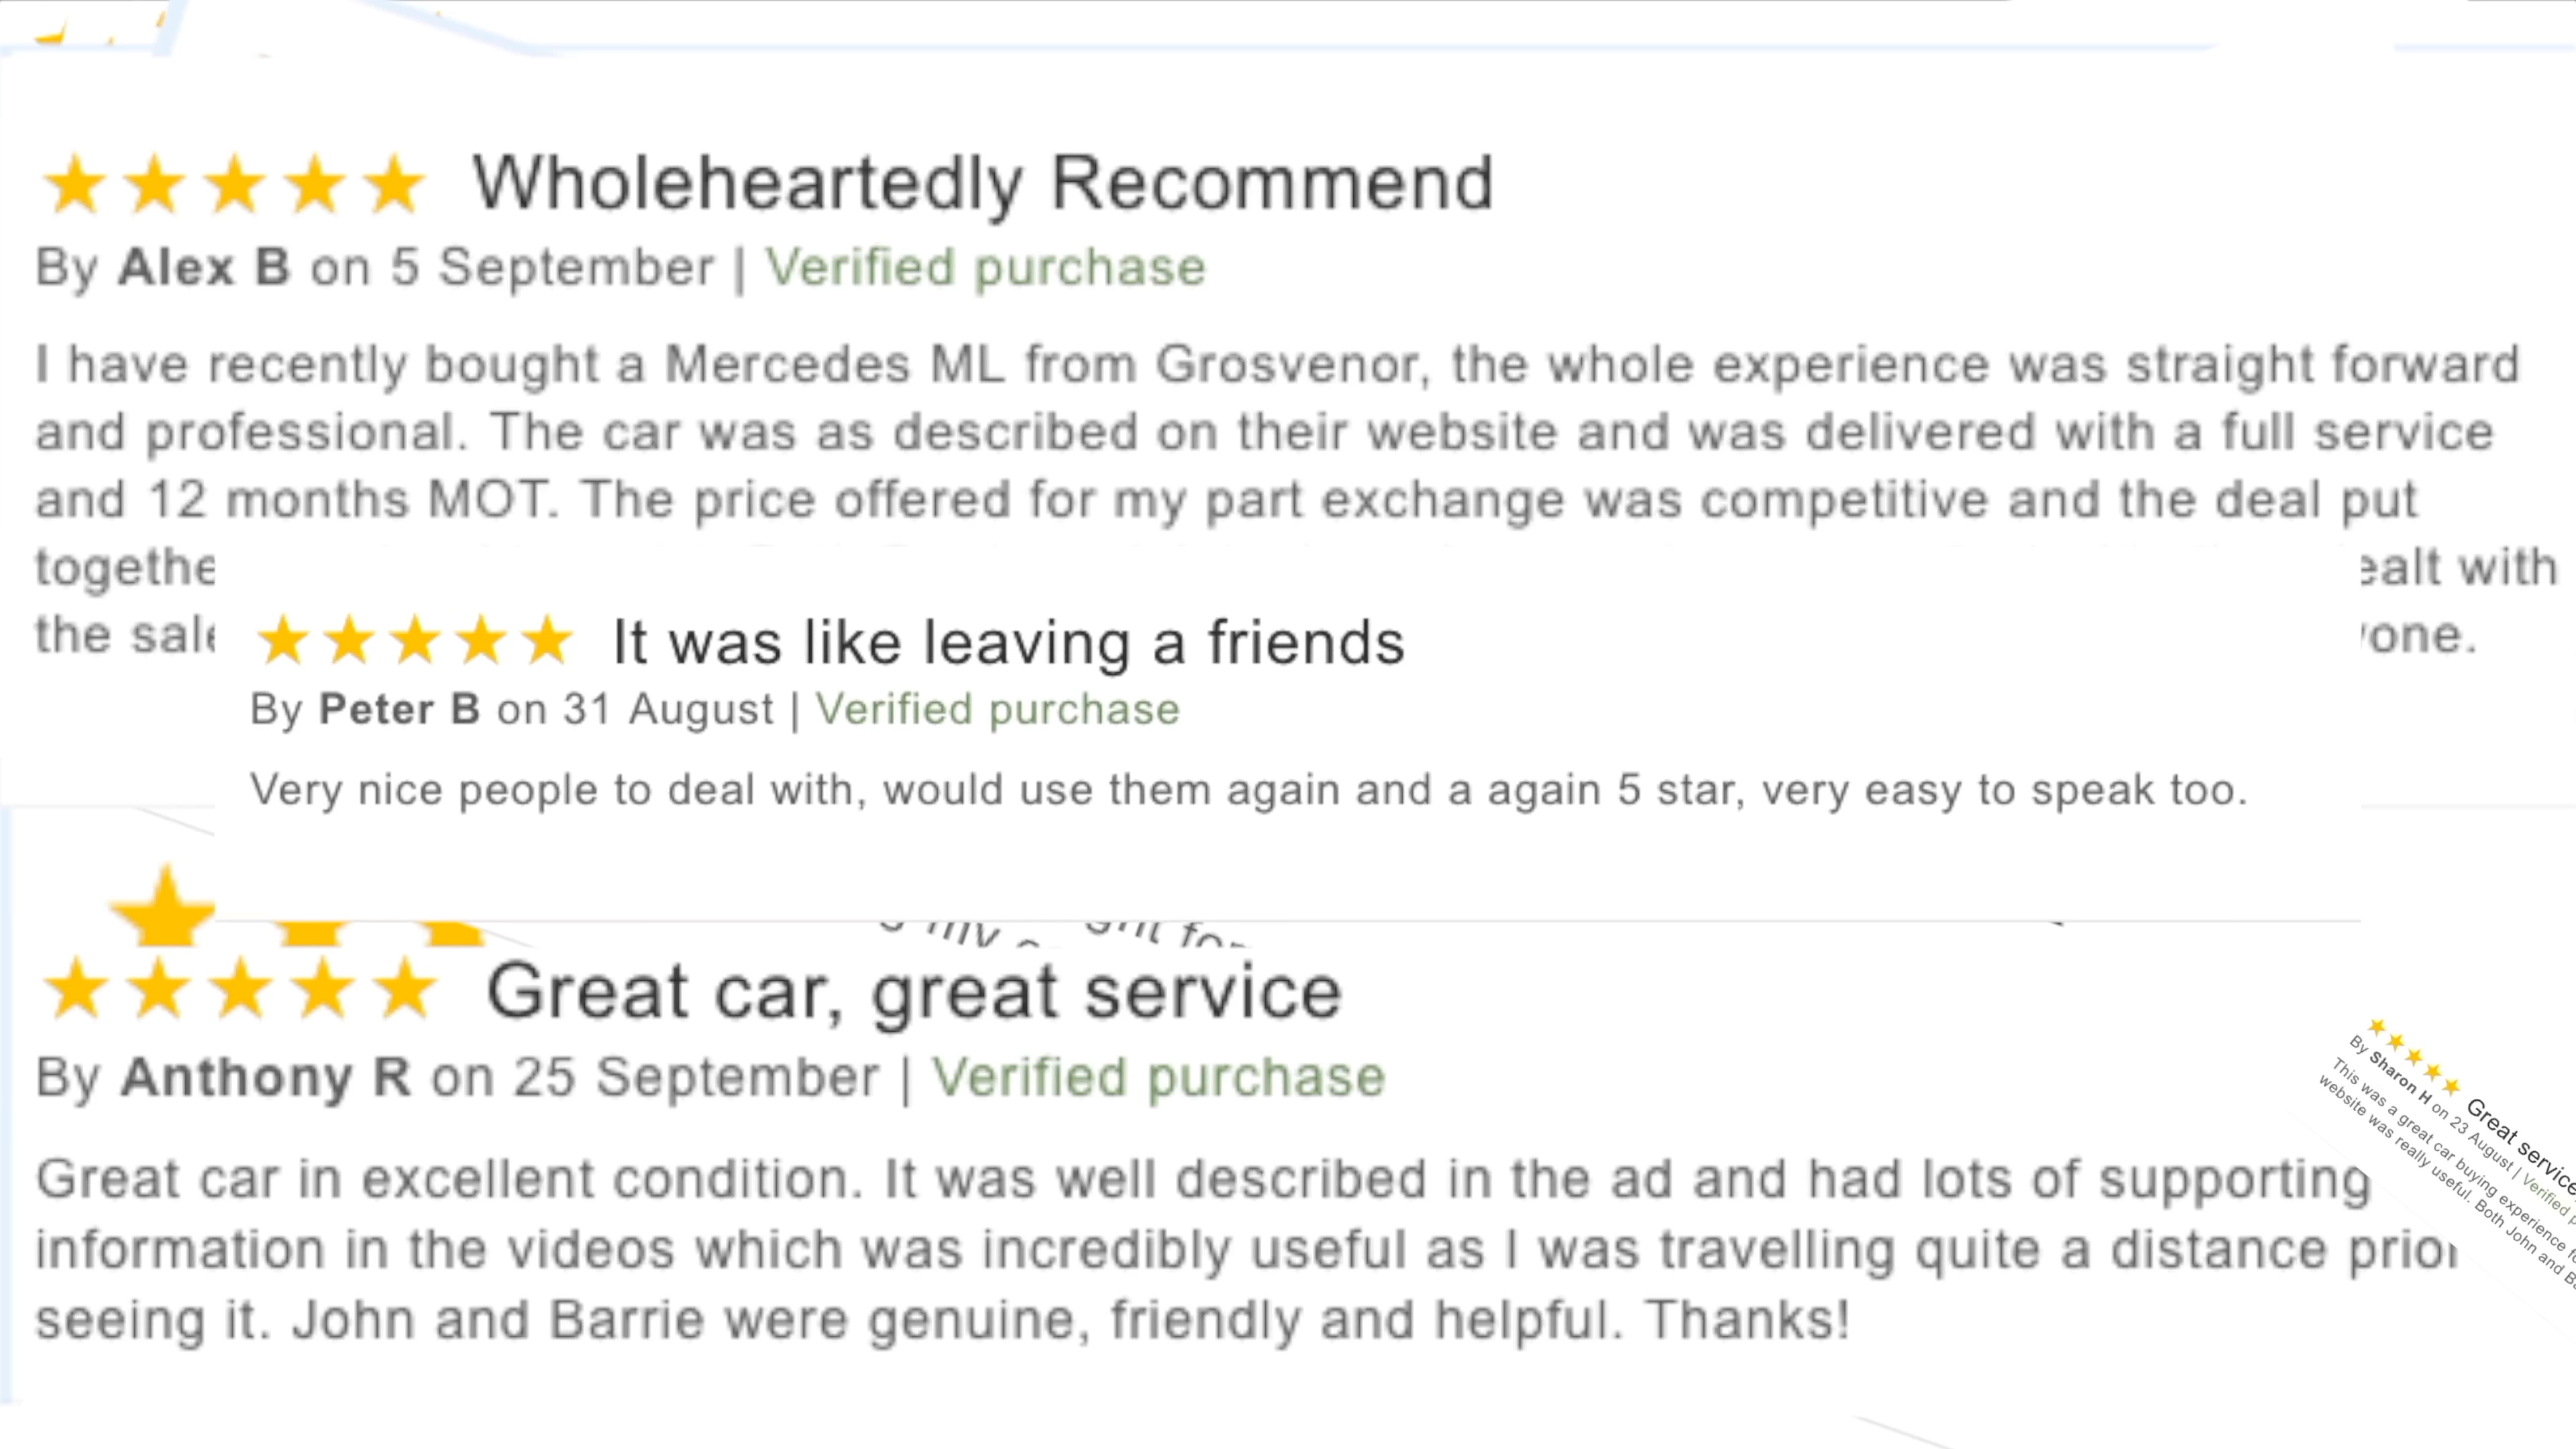 Wholeheartedly Recommend
By Alex B on 5 September | Verified purchase
I have recently bought a Mercedes ML from Grosvenor, the whole experience was straight forward
and professional. The car was as described on their website and was delivered with a full service
and 12 months MOT. The price offered for my part exchange was competitive and the deal put
with
the
It was like leaving a friends
By Peter B on 31 August | Verified purchase
Very nice people to deal with, would use them again and a again 5 star, very easy to speak too.
Great car, great service
By Anthony R on 25 September | Verified purchase
Great car in excellent condition. It was well described in the ad and had lots of supporting
information in the videos which was incredibly useful as I was travelling quite a distance prior
seeing it. John and Barrie were genuine, friendly and helpful. Thanks!
Great service
By Sharon H on 23 August | Verified
This was a great car buying experience
website was really useful. Both John and